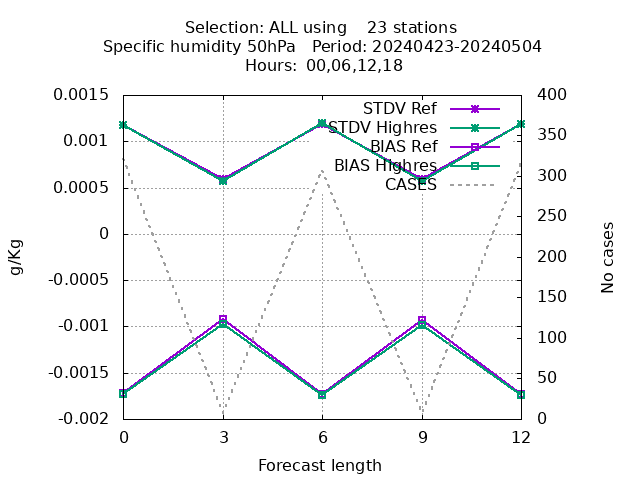 Selection: ALL using    23 stations
Specific humidity 50hPa   Period: 20240423-20240504
Hours:  00,06,12,18
STDV Ref
STDV Highres
BIAS Ref
BIAS Highres
CASES
0.0015
0.001
0.0005
0
-0.0005
-0.001
-0.0015
-0.002
400
350
300
250
200
150
100
50
0
g/Kg
No cases
0
3
6
9
12
Forecast length